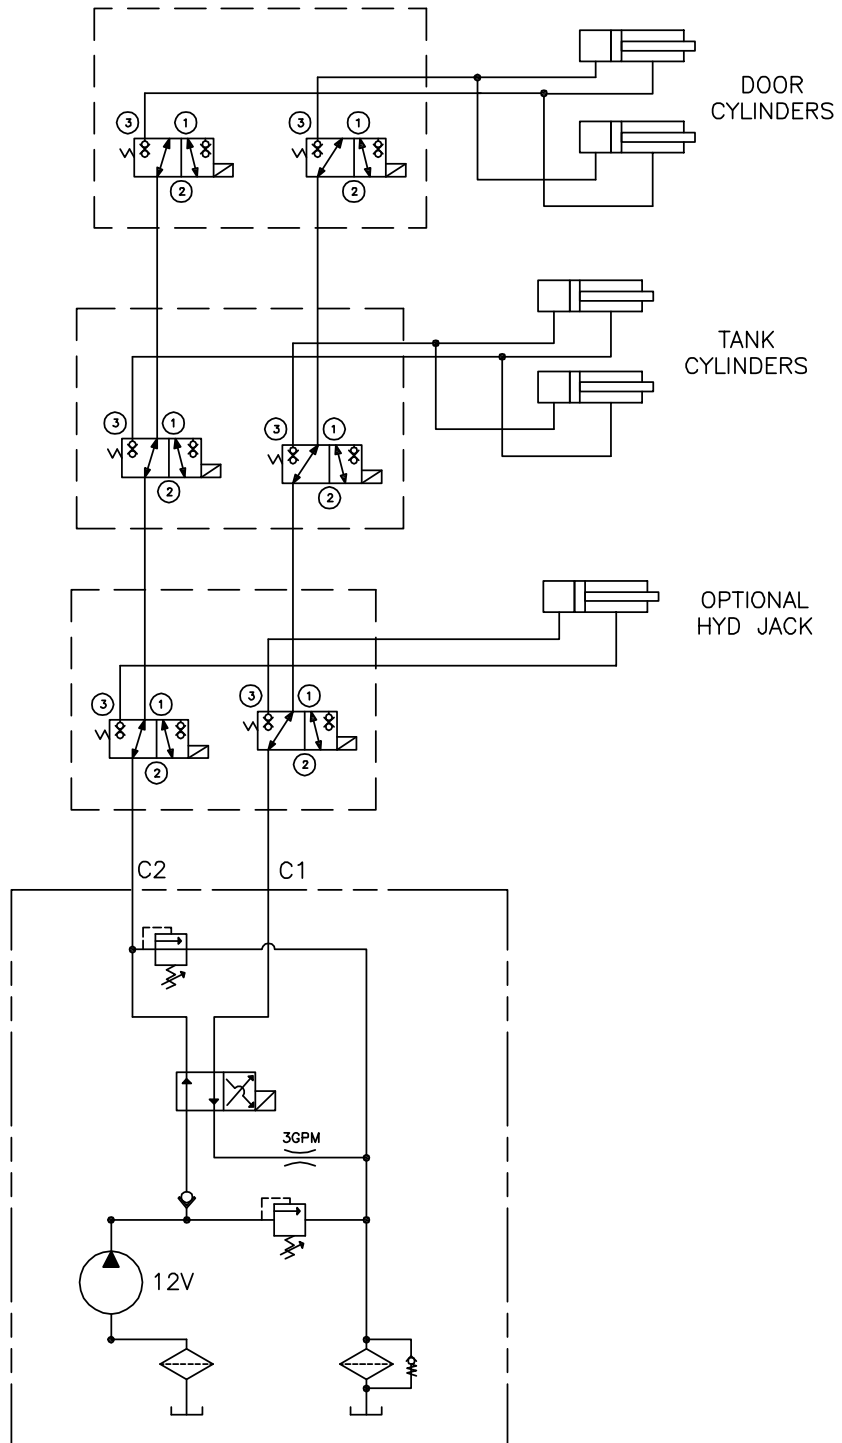 DOOR
CYLINDERS
3 1 3 1
2 2
TANK
CYLINDERS
3 1 3 1
2 2
OPTIONAL
HYD JACK
3 1 3 1
2 2
C2 C1
3GPM
12V